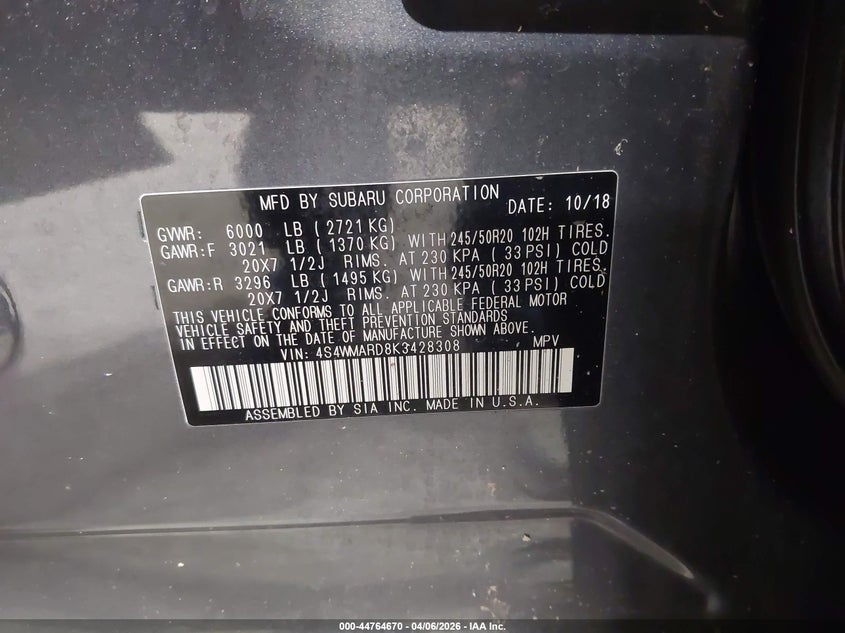 MFD BY SUBARU CORPORATION DATE: 10/18
GVWR: 6000 LB ( 2721 KG)
GAWR:F 3021 LB ( 1370 KG) WITH 245/50R20 102H TIRES.
20X7 1/2J RIMS. AT 230 KPA ( 33 PSI) COLD
GAWR:R 3296 LB ( 1495 KG) WITH 245/50R20 102H TIRES.
20X7 1/2J RIMS. AT 230 KPA ( 33 PSI) COLD
THIS VEHICLE CONFORMS TO ALL APPLICABLE FEDERAL MOTOR
VEHICLE SAFETY AND THEFT PREVENTION STANDARDS
IN EFFECT ON THE DATE OF MANUFACTURE SHOWN ABOVE.
VIN: 4S4WMARD8K3428308 MPV
ASSEMBLED BY SIA INC. MADE IN U.S.A.
000-44764670 - 04/06/2026 - IAA Inc.